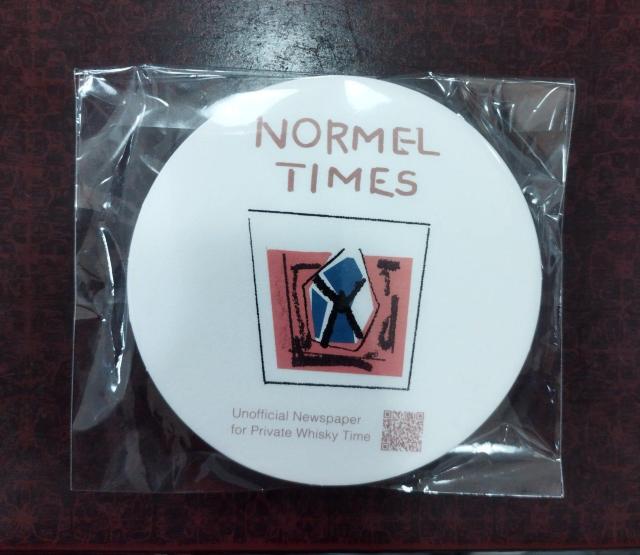 NORMEL
TIMES
Unofficial Newspaper
for Private Whisky Time